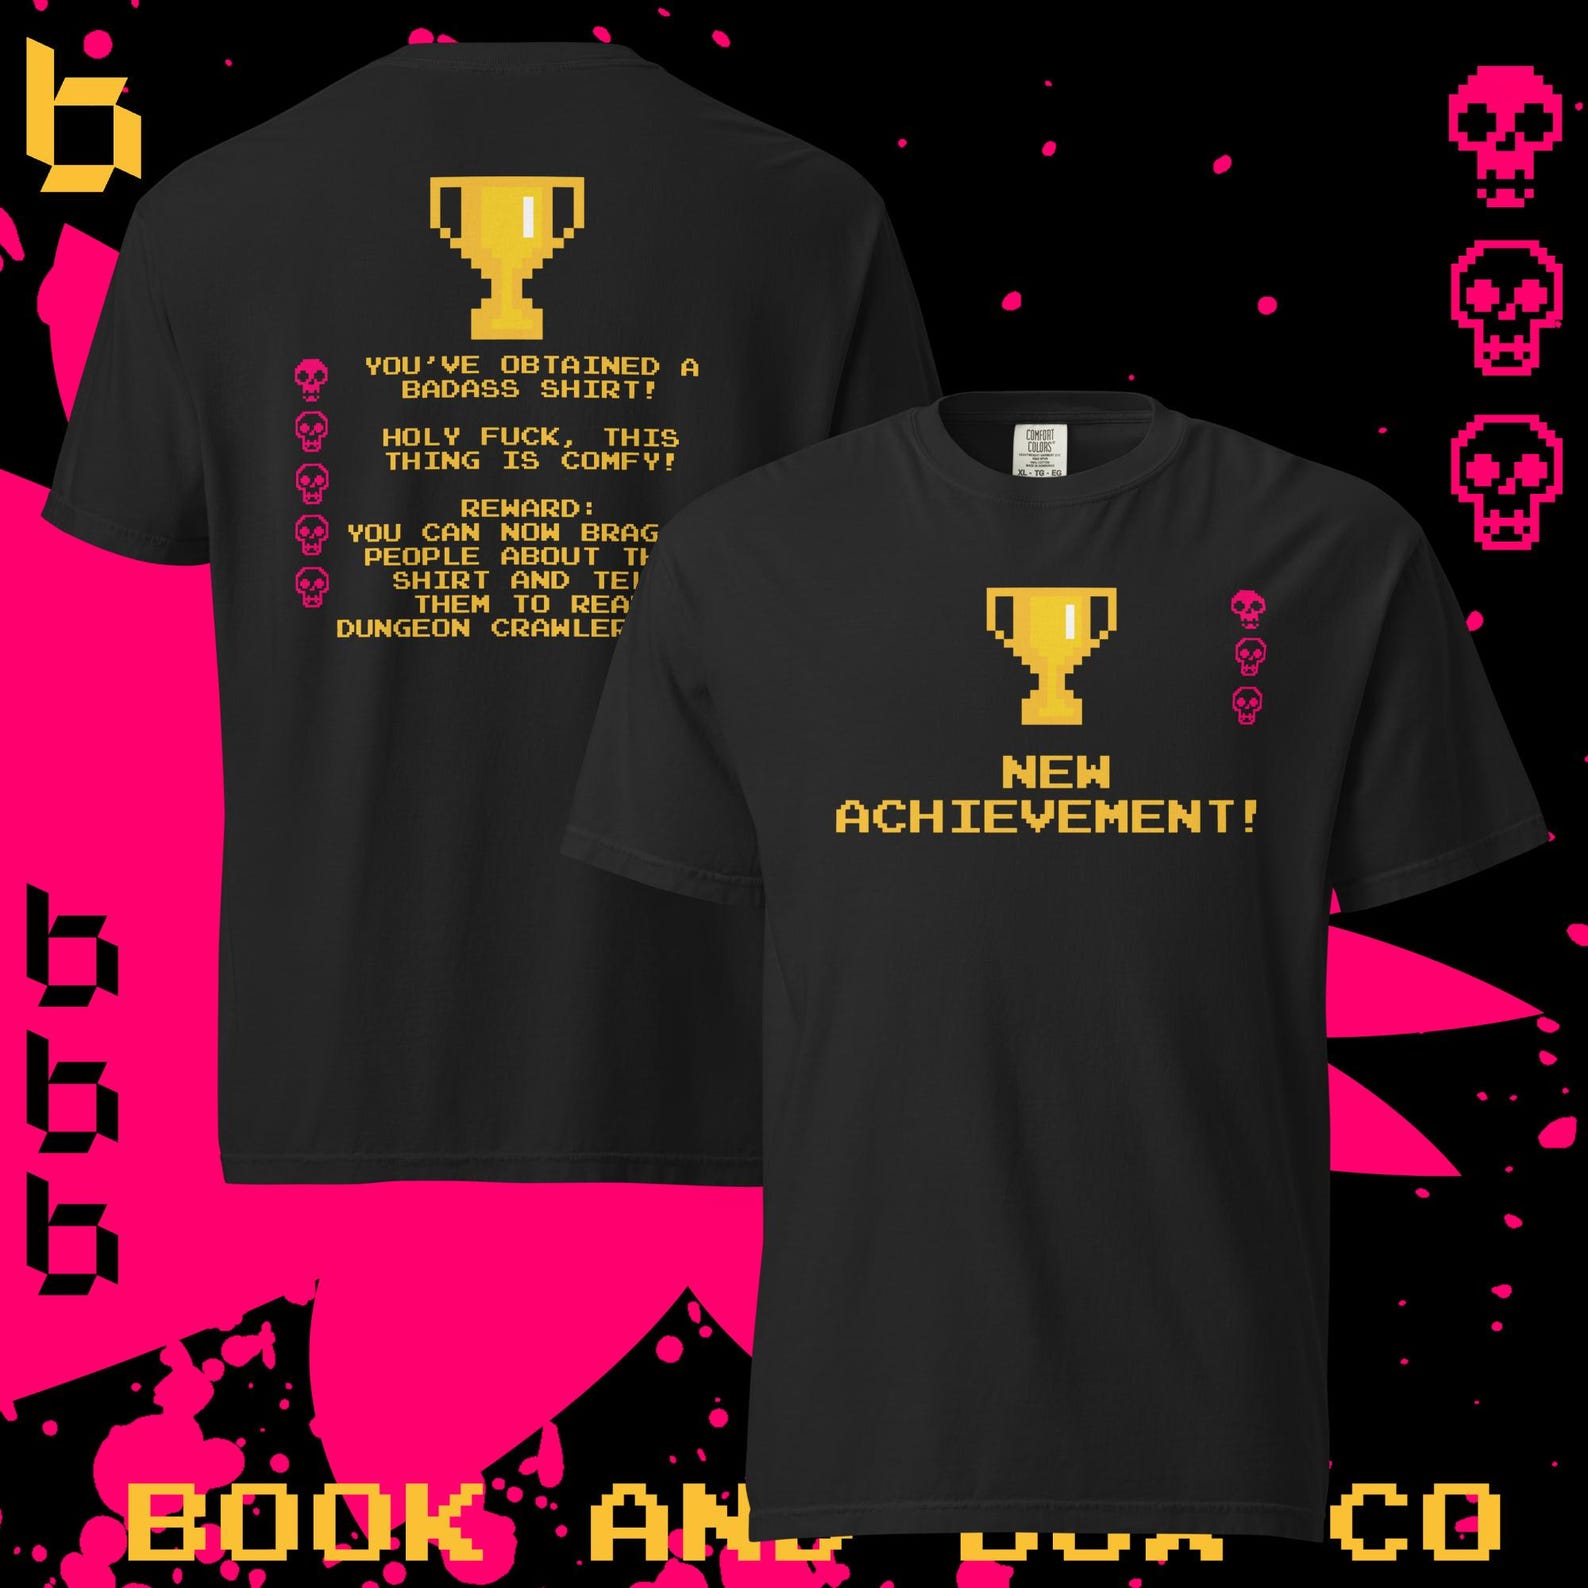 YOU'VE OBTAINED A
BADASS SHIRT!
HOLY FUCK, THIS
THING IS COMFY!
REWARD:
YOU CAN NOW BRAG
PEOPLE ABOUT
SHIRT AND
THEM TO
DUNGEON
COMFORT
COLORS
XL - TG - EG
NEW
ACHIEVEMENT!
b
b
b
b
BOOK AND CO